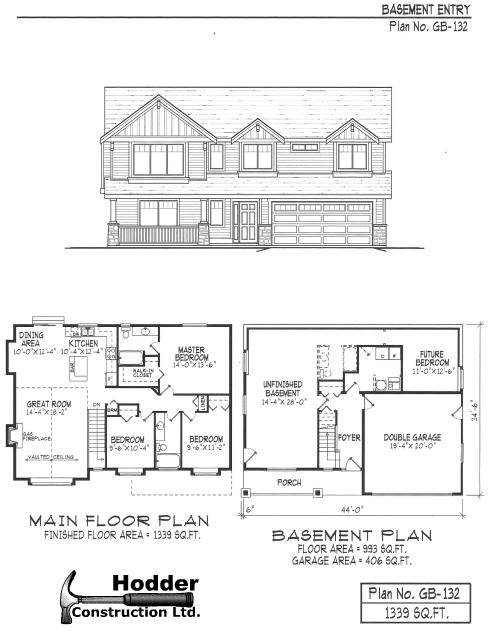 BASEMENT ENTRY
PLAN NO. GB-132
DINING
AREA
10'-0"X12'-4"
KITCHEN
10'-4"X12'-4"
MASTER
BEDROOM
14'-0"X13'-6"
WALK-IN
CLOSET
BAR
GREAT ROOM
14'-4"X18'-2"
GAS
FIREPLACE
VAULTED CEILING
DN
BRM
LINEN
BEDROOM
9'-6"X10'-4"
BEDROOM
9'-6"X11'-2"
MAIN FLOOR PLAN
FINISHED FLOOR AREA = 1339 SQ.FT.
UNFINISHED
BASEMENT
14'-4"X28'-0"
FUTURE
BEDROOM
11'-0"X12'-6"
FOYER
DOUBLE GARAGE
19'-4"X 20'-0"
PORCH
34'-6"
6"
44'-0"
BASEMENT PLAN
FLOOR AREA = 993 SQ.FT.
GARAGE AREA = 406 SQ.FT.
Hodder
Construction Ltd.
PLAN NO. GB-132
1339 SQ.FT.